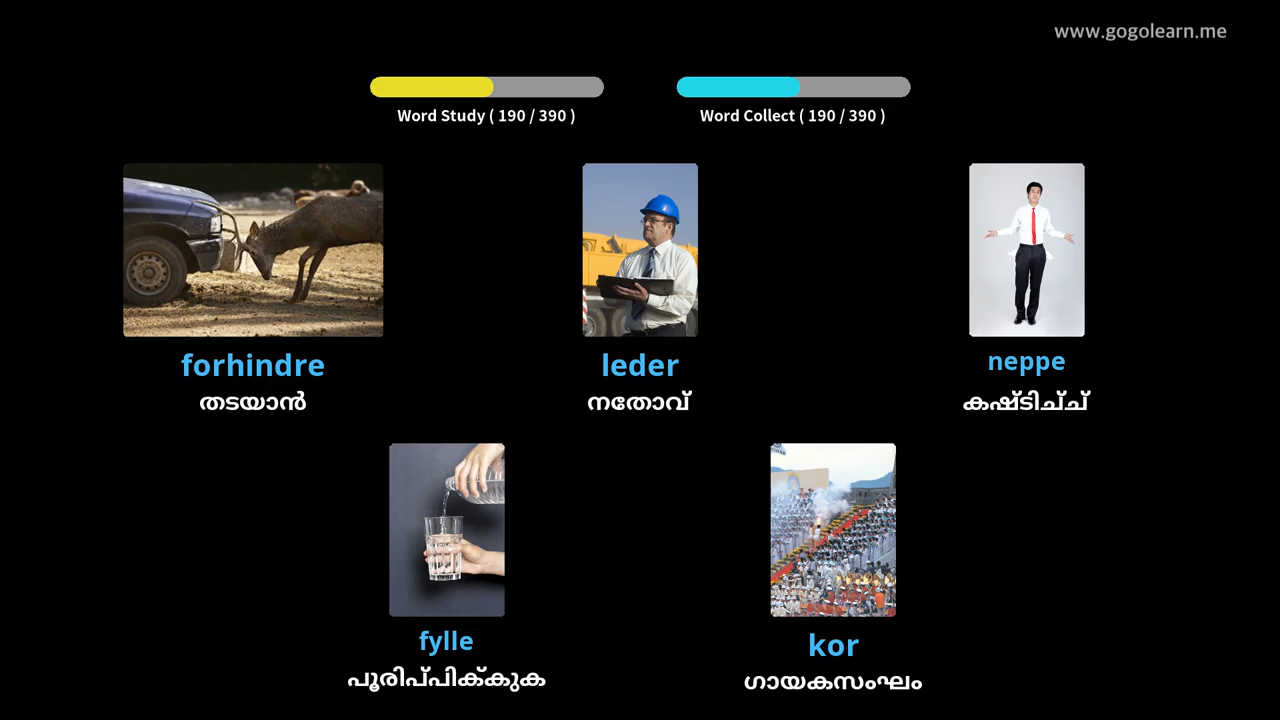 www.gogolearn.me
Word Study ( 190 / 390 )
Word Collect ( 190 / 390 )
forhindre
തടയാൻ
leder
നതോവ്
neppe
കഷ്ടിച്ച്
fylle
പൂരിപ്പിക്കുക
kor
ഗായകസംഘം